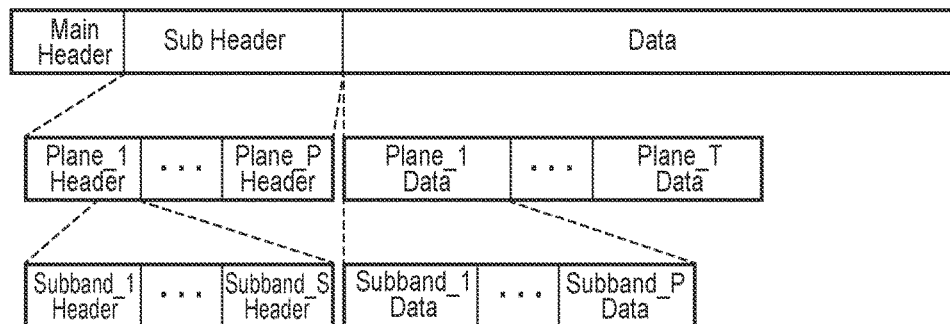 Main
Header
Sub Header
Data
Plane_1
Header
...
Plane_P
Header
Plane_1
Data
...
Plane_T
Data
Subband_1
Header
...
Subband_S
Header
Subband_1
Data
...
Subband_P
Data